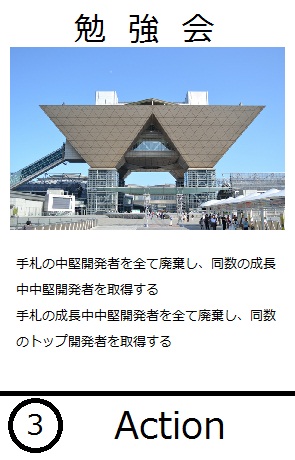 勉強会
手札の中堅開発者を全て廃棄し、同数の成長
中中堅開発者を取得する
手札の成長中中堅開発者を全て廃棄し、同数
のトップ開発者を取得する
3 Action